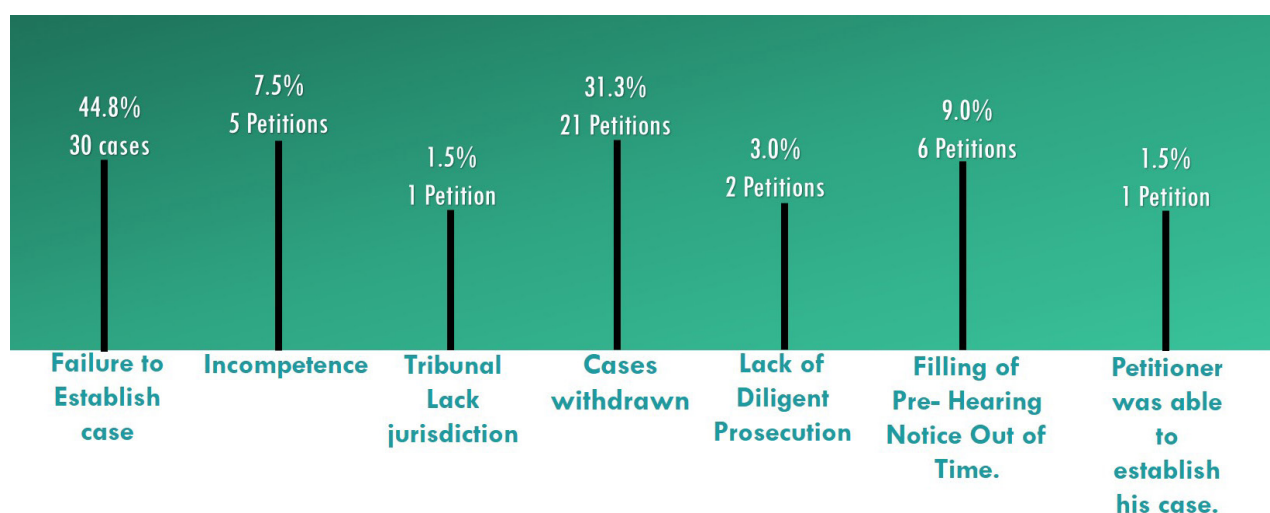 44.8%
30 cases
7.5%
5 Petitions
1.5%
1 Petition
31.3%
21 Petitions
3.0%
2 Petitions
9.0%
6 Petitions
1.5%
1 Petition
Failure to
Establish
case
Incompetence
Tribunal
Lack
jurisdiction
Cases
withdrawn
Lack of
Diligent
Prosecution
Filling of
Pre- Hearing
Notice Out of
Time.
Petitioner
was able
to
establish
his case.